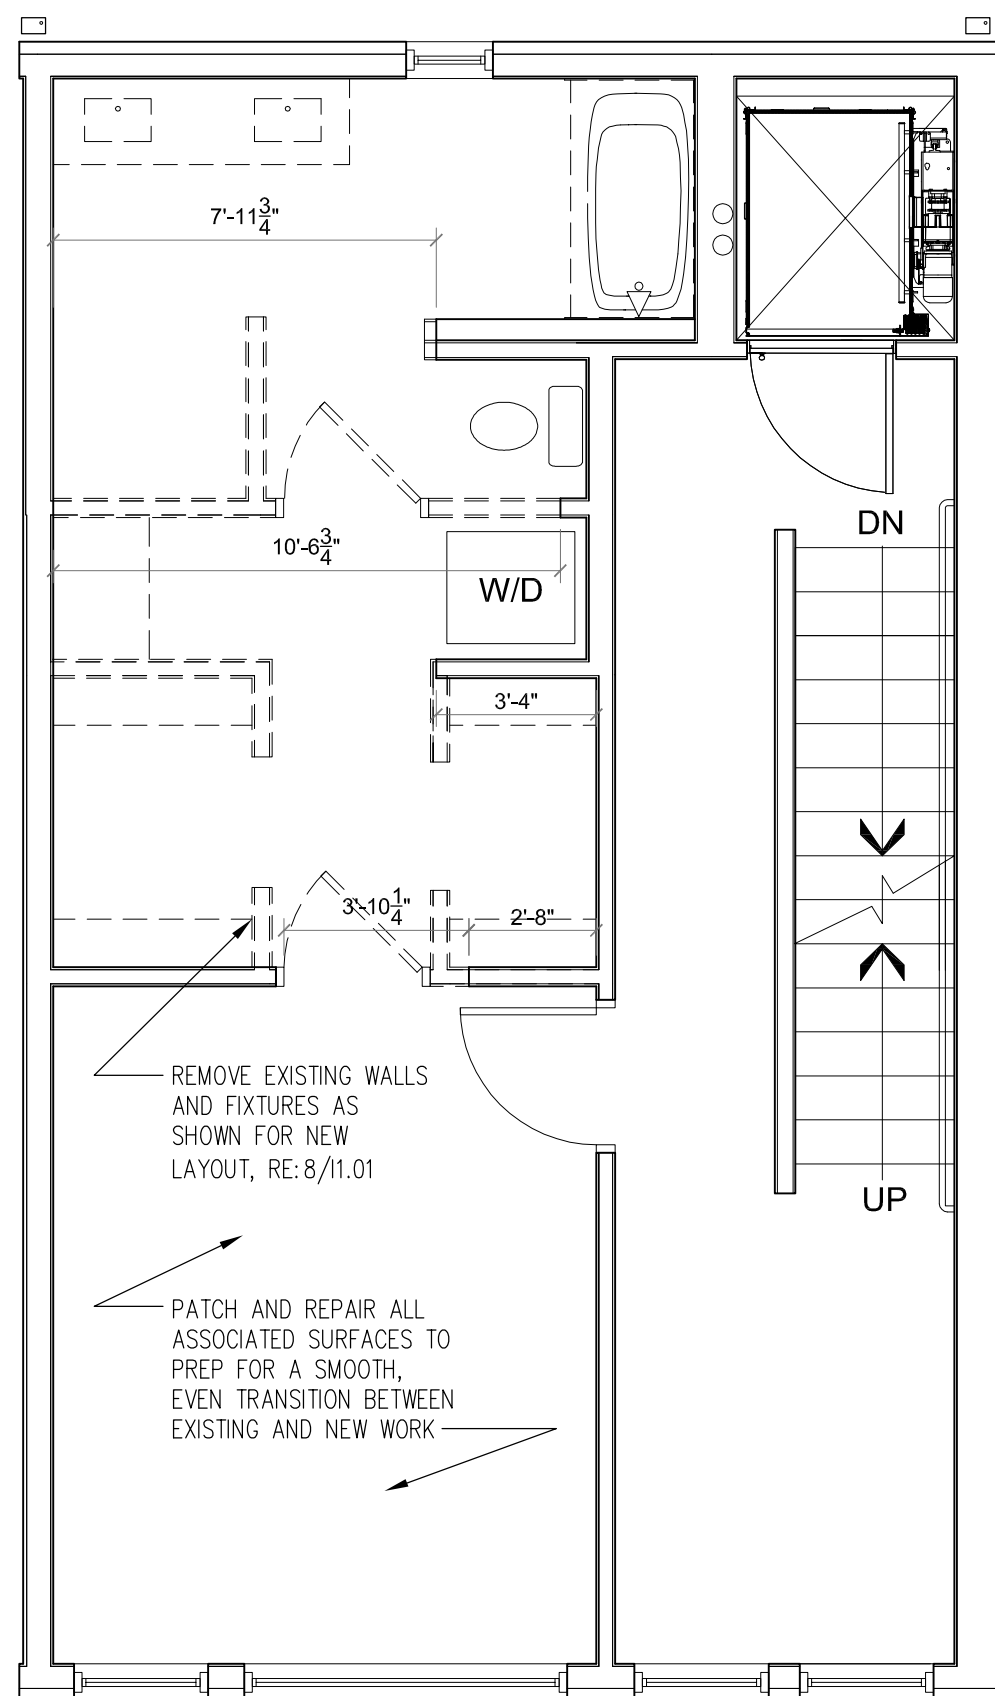 7'-11 3/4"
10'-6 3/4"
DN
W/D
3'-4"
3'-10 1/4"
2'-8"
REMOVE EXISTING WALLS
AND FIXTURES AS
SHOWN FOR NEW
LAYOUT, RE: 8/I1.01
UP
PATCH AND REPAIR ALL
ASSOCIATED SURFACES TO
PREP FOR A SMOOTH,
EVEN TRANSITION BETWEEN
EXISTING AND NEW WORK